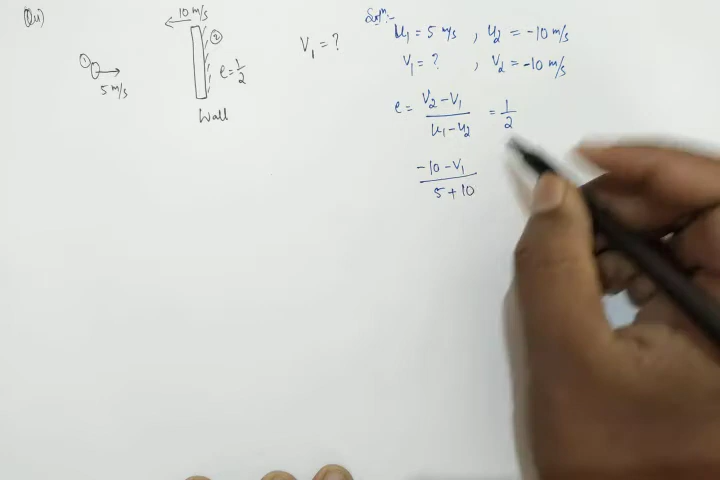 Q4)
10 m/s
②
①
5 m/s
e = 1/2
Wall
V₁ = ?
Solⁿ:-
u₁ = 5 m/s , u₂ = -10 m/s
V₁ = ? , V₂ = -10 m/s
e = (V₂ - V₁)/(u₁ - u₂) = 1/2
(-10 - V₁)/(5 + 10)